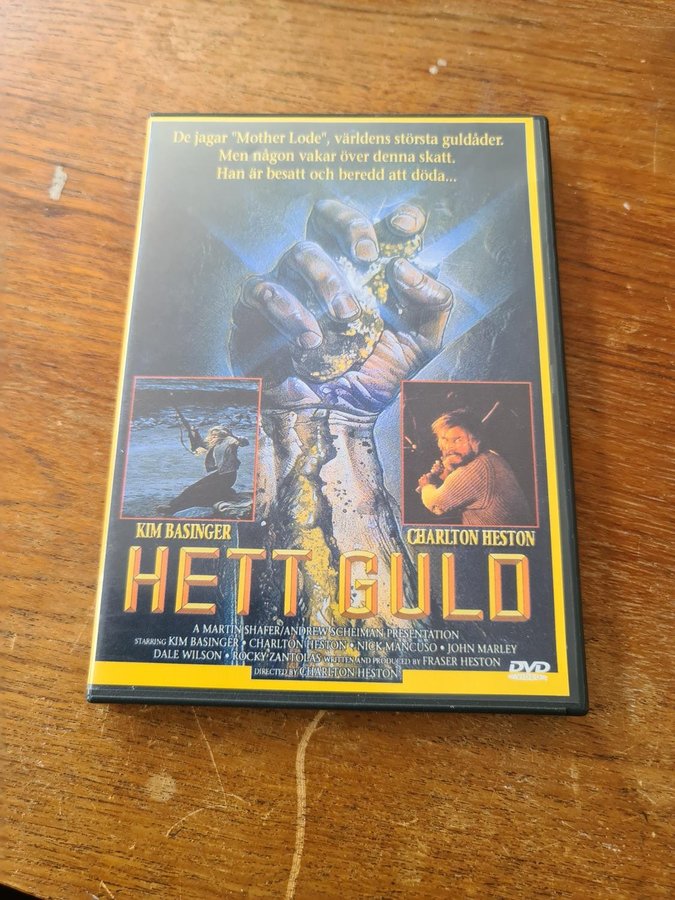 De jagar "Mother Lode", världens största guldåder.
Men någon vakar över denna skatt.
Han är besatt och beredd att döda...
KIM BASINGER
CHARLTON HESTON
HETT GULD
A MARTIN SHAFER/ANDREW SCHEINMAN PRESENTATION
STARRING KIM BASINGER • CHARLTON HESTON • NICK MANCUSO • JOHN MARLEY
DALE WILSON • ROCKY ZANTOLAS WRITTEN AND PRODUCED BY FRASER HESTON
DIRECTED BY CHARLTON HESTON
DVD
VIDEO